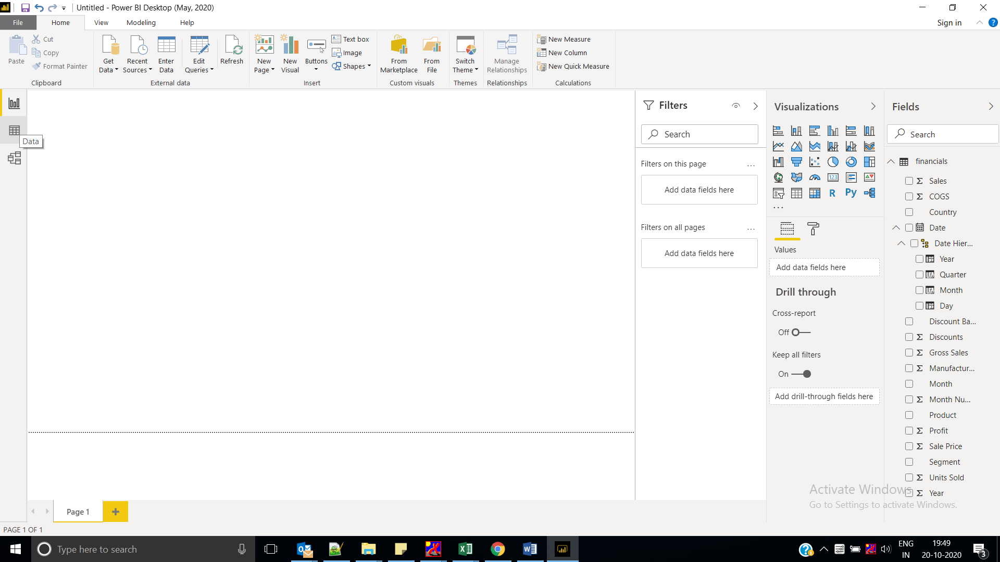 Untitled - Power BI Desktop (May, 2020)
File Home View Modeling Help Sign in ?
Paste
Cut
Copy
Format Painter
Clipboard
Get Data
Recent Sources
Enter Data
Edit Queries
Refresh
External data
New Page
New Visual
Buttons
Text box
Image
Shapes
Insert
From Marketplace
From File
Custom visuals
Switch Theme
Themes
Manage Relationships
Relationships
New Measure
New Column
New Quick Measure
Calculations
Data
Filters
Search
Filters on this page ...
Add data fields here
Filters on all pages ...
Add data fields here
Visualizations
123
R Py
...
Values
Add data fields here
Drill through
Cross-report
Off
Keep all filters
On
Add drill-through fields here
Fields
Search
financials
Σ Sales
Σ COGS
Country
Date
Date Hier...
Year
Quarter
Month
Day
Discount Ba...
Σ Discounts
Σ Gross Sales
Σ Manufactur...
Month
Σ Month Nu...
Product
Σ Profit
Σ Sale Price
Segment
Σ Units Sold
Σ Year
Activate Windows
Go to Settings to activate Windows.
Page 1 +
PAGE 1 OF 1
Type here to search
ENG
IN
19:49
20-10-2020
3